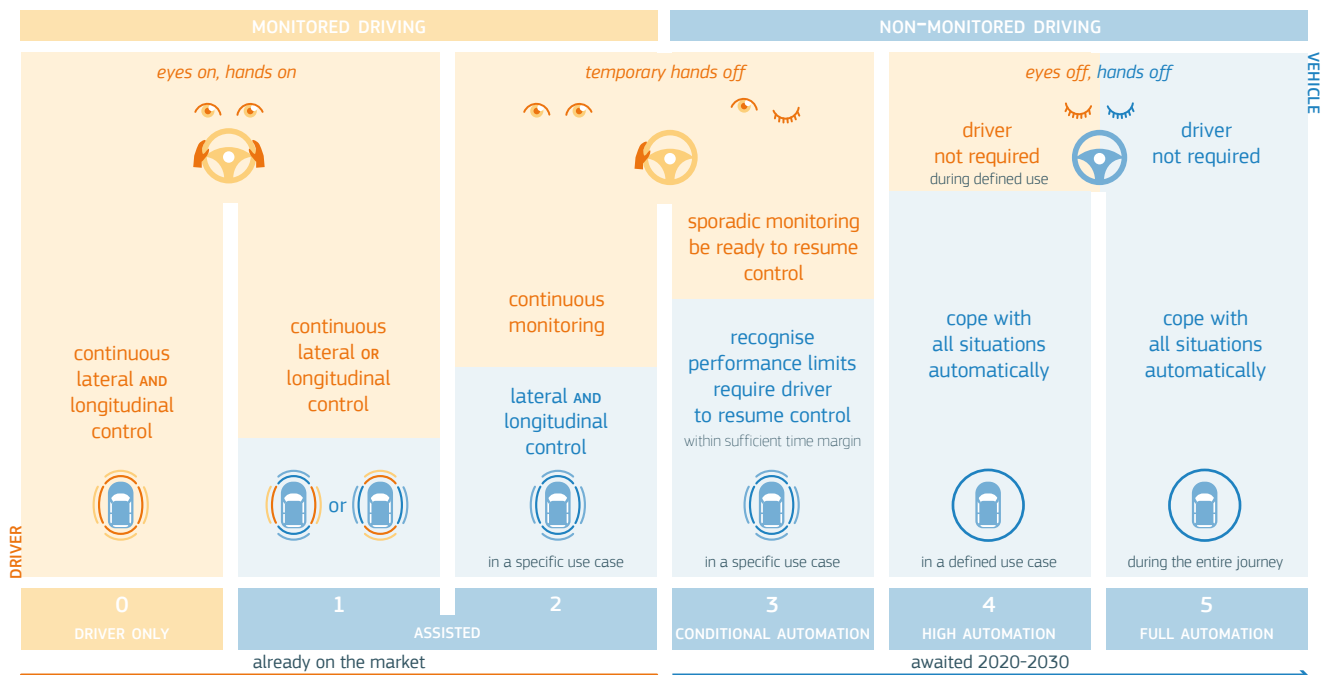 MONITORED DRIVING
NON-MONITORED DRIVING
eyes on, hands on
temporary hands off
eyes off, hands off
VEHICLE
driver
not required
during defined use
driver
not required
sporadic monitoring
be ready to resume
control
continuous
lateral AND
longitudinal
control
continuous
lateral OR
longitudinal
control
continuous
monitoring
lateral AND
longitudinal
control
recognise
performance limits
require driver
to resume control
within sufficient time margin
cope with
all situations
automatically
cope with
all situations
automatically
or
DRIVER
in a specific use case
in a specific use case
in a defined use case
during the entire journey
0
DRIVER ONLY
1
2
ASSISTED
3
CONDITIONAL AUTOMATION
4
HIGH AUTOMATION
5
FULL AUTOMATION
already on the market
awaited 2020-2030